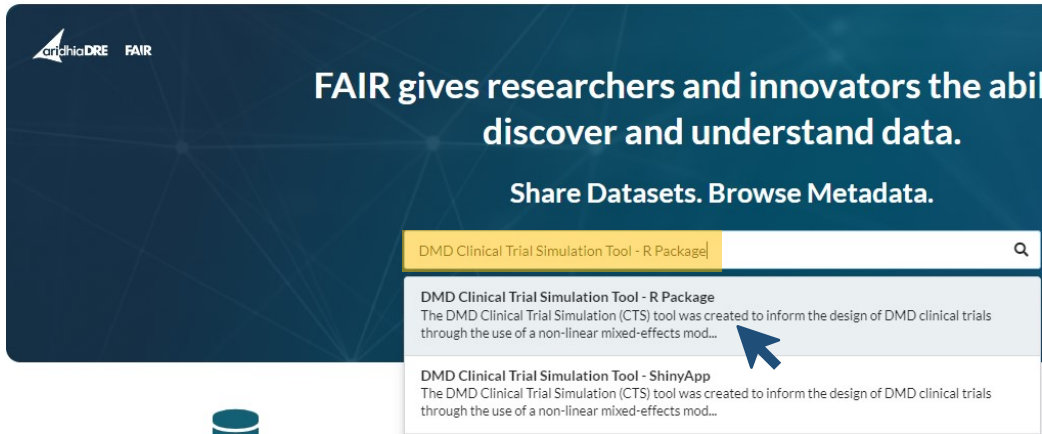 aridhiaDRE FAIR
FAIR gives researchers and innovators the abil
discover and understand data.
Share Datasets. Browse Metadata.
DMD Clinical Trial Simulation Tool - R Package
DMD Clinical Trial Simulation Tool - R Package
The DMD Clinical Trial Simulation (CTS) tool was created to inform the design of DMD clinical trials
through the use of a non-linear mixed-effects mod...
DMD Clinical Trial Simulation Tool - ShinyApp
The DMD Clinical Trial Simulation (CTS) tool was created to inform the design of DMD clinical trials
through the use of a non-linear mixed-effects mod...